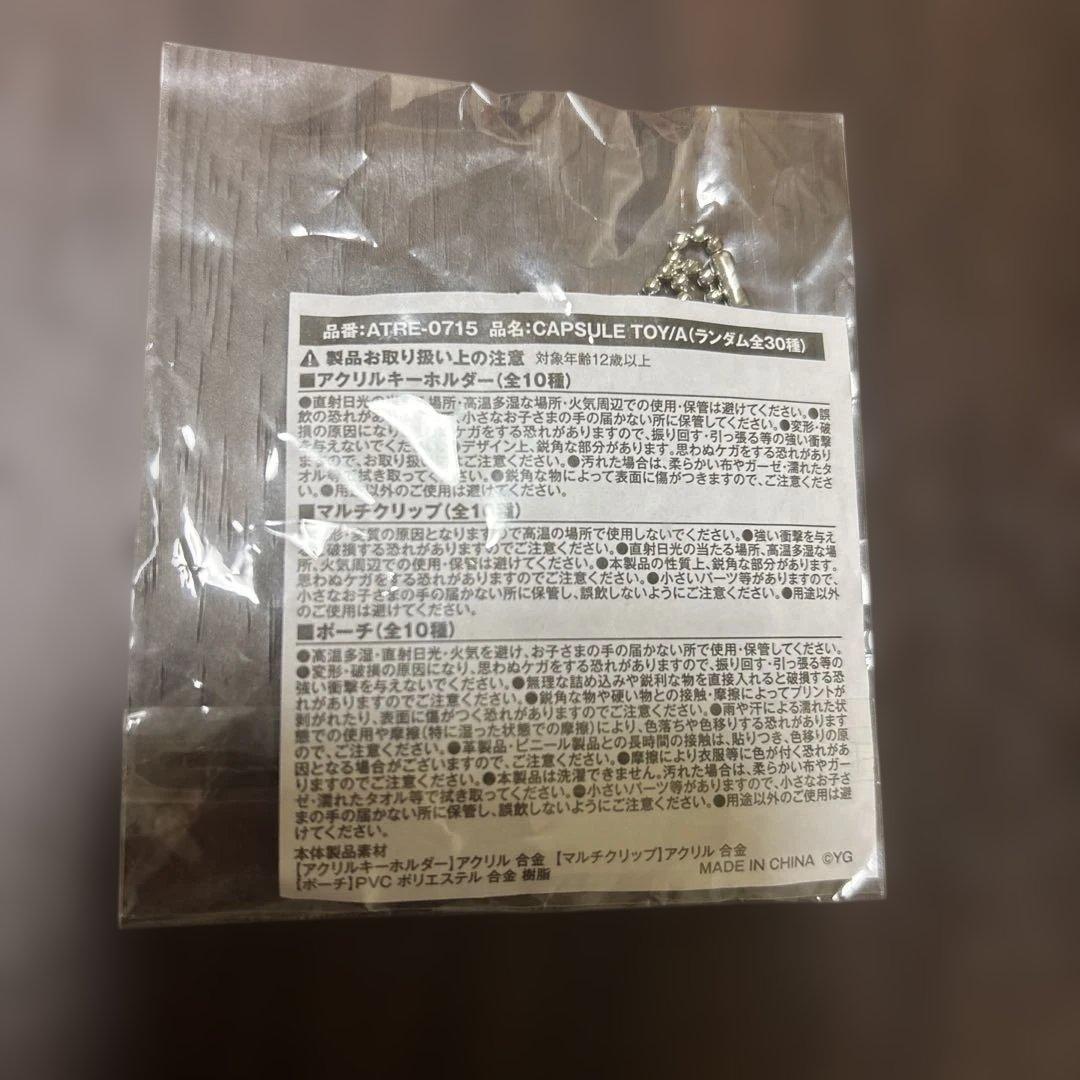 品番:ATRE-0715 品名:CAPSULE TOY/A(ランダム全30種)
⚠ 製品お取り扱い上の注意 対象年齢12歳以上
■アクリルキーホルダー(全10種)
●直射日光の 場所・高温多湿な場所・火気周辺での使用・保管は避けてください。●誤
飲の恐れがあ 、小さなお子さまの手の届かない所に保管してください。●変形・破
損の原因になり ケガをする恐れがありますので、振り回す・引っ張る等の強い衝撃
を与えないでくだ デザイン上、鋭角な部分があります。思わぬケガをする恐れがあり
ますので、お取り扱い ご注意ください。●汚れた場合は、柔らかい布やガーゼ・濡れたタ
オル等 拭き取ってください。●鋭角な物によって表面に傷がつきますので、ご注意くださ
い。●用途以外のご使用は避けてください。
■マルチクリップ(全10種)
変質の原因となりますので高温の場所で使用しないでください。●強い衝撃を与え
破損する恐れがありますのでご注意ください。●直射日光の当たる場所、高温多湿な場
所、火気周辺での使用・保管は避けてください。●本製品の性質上、鋭角な部分があります。
思わぬケガをする恐れがありますのでご注意ください。●小さいパーツ等がありますので、
小さなお子さまの手の届かない所に保管し、誤飲しないようにご注意ください。●用途以外
のご使用は避けてください。
■ポーチ(全10種)
●高温多湿・直射日光・火気を避け、お子さまの手の届かない所で使用・保管してください。
●変形・破損の原因になり、思わぬケガをする恐れがありますので、振り回す・引っ張る等の
強い衝撃を与えないでください。●無理な詰め込みや鋭利な物を直接入れると破損する恐
れがありますのでご注意ください。●鋭角な物や硬い物との接触・摩擦によってプリントが
剥がれたり、表面に傷がつく恐れがありますのでご注意ください。●雨や汗による濡れた状
態での使用や摩擦(特に湿った状態での摩擦)により、色落ちや色移りする恐れがあります
ので、ご注意ください。●革製品・ビニール製品との長時間の接触は、貼りつき、色移りの原
因となる場合がございますので、ご注意ください。●摩擦により衣服等に色が付く恐れがあ
りますのでご注意ください。●本製品は洗濯できません。汚れた場合は、柔らかい布やガー
ゼ・濡れたタオル等で拭き取ってください。●小さいパーツ等がありますので、小さなお子さ
まの手の届かない所に保管し、誤飲しないようにご注意ください。●用途以外のご使用は避
けてください。
本体製品素材
【アクリルキーホルダー】アクリル 合金 【マルチクリップ】アクリル 合金
【ポーチ】PVC ポリエステル 合金 樹脂
MADE IN CHINA ©YG